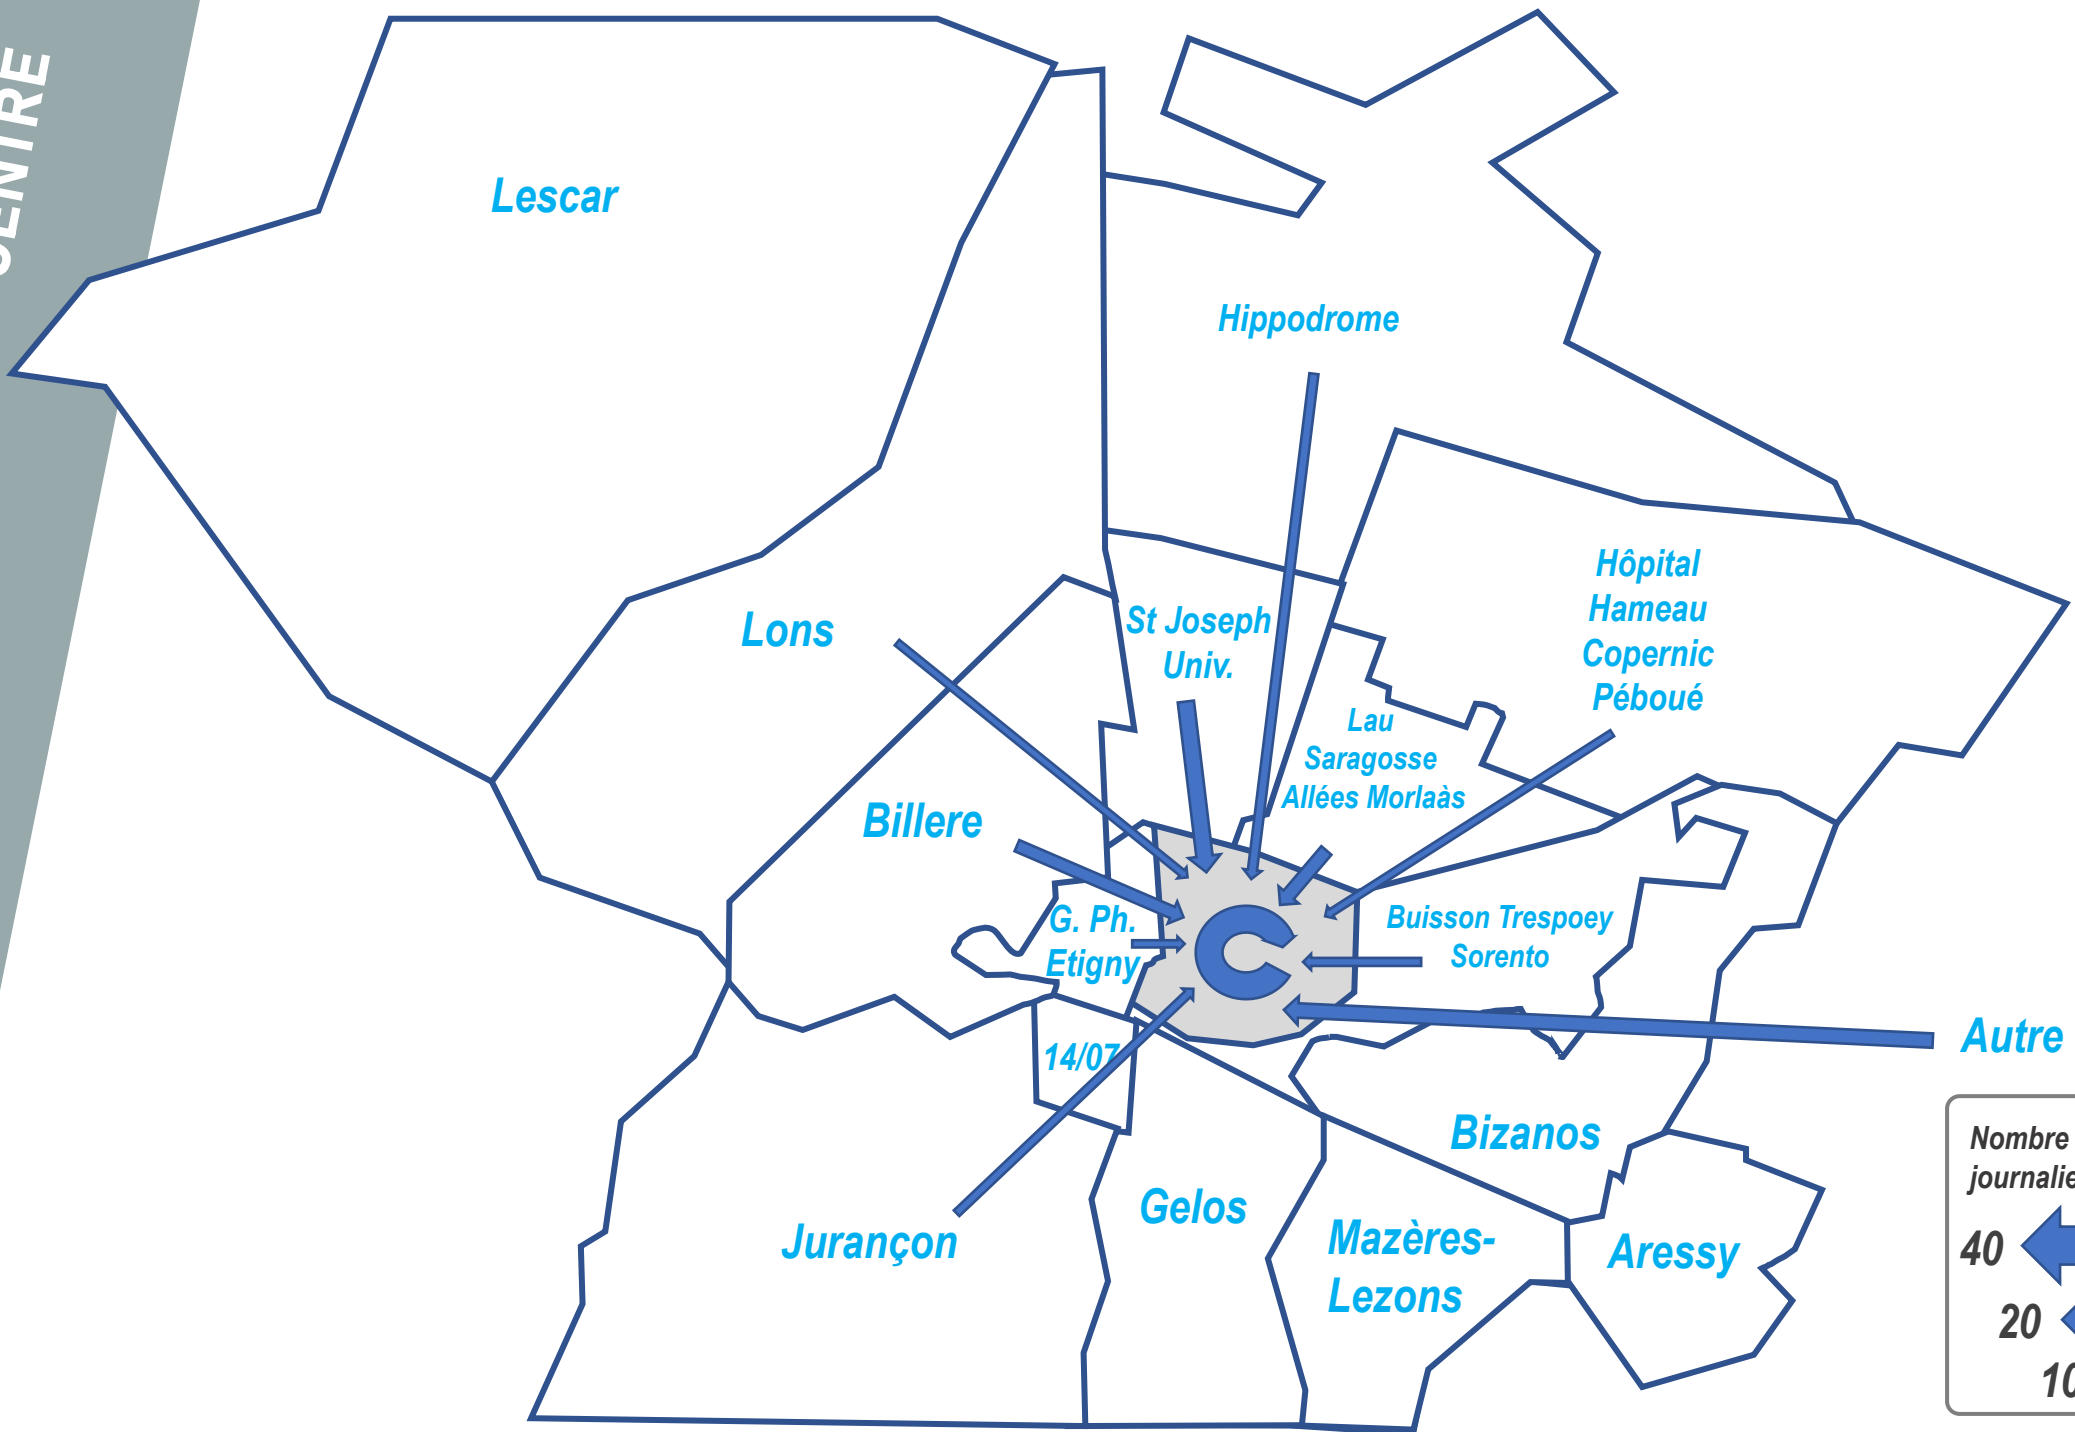 Lescar
Hippodrome
Hôpital
Hameau
Copernic
Péboué
St Joseph
Univ.
Lons
Lau
Saragosse
Allées Morlaàs
Billere
G. Ph.
Etigny
Buisson Trespoey
Sorento
14/07
Autre
Bizanos
Gelos
Jurançon
Mazères-
Lezons
Aressy
Nombre
40
20
10